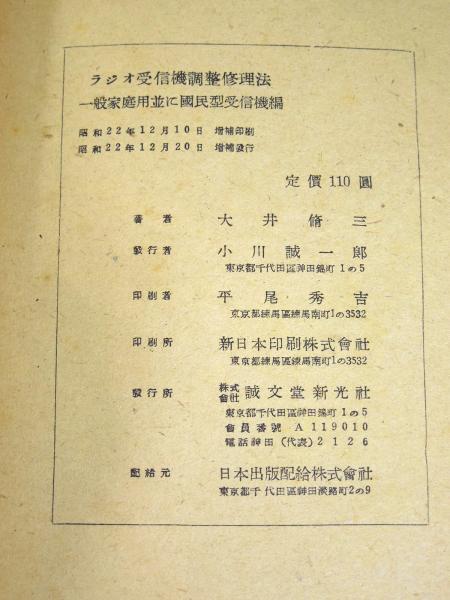 ラジオ受信機調整修理法
一般家庭用並に國民型受信機編
昭和22年12月10日 增補印刷
昭和22年12月20日 增補發行
定價 110 圓
著者 大井脩三
發行者 小川誠一郎
東京都千代田區神田錦町1の5
印刷者 平尾秀吉
東京都練馬區練馬南町1の3532
印刷所 新日本印刷株式會社
東京都練馬區練馬南町1の3532
發行所 株式會社 誠文堂新光社
東京都千代田區神田錦町1の5
會員番號 A119010
電話神田(代表)2126
配給元 日本出版配給株式會社
東京都千代田區神田淡路町2の9